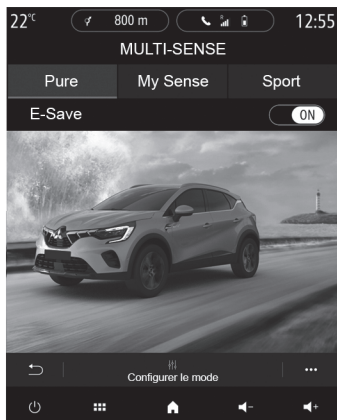 22°C 800 m R 12:55
MULTI-SENSE
Pure My Sense Sport
E-Save ON
Configurer le mode